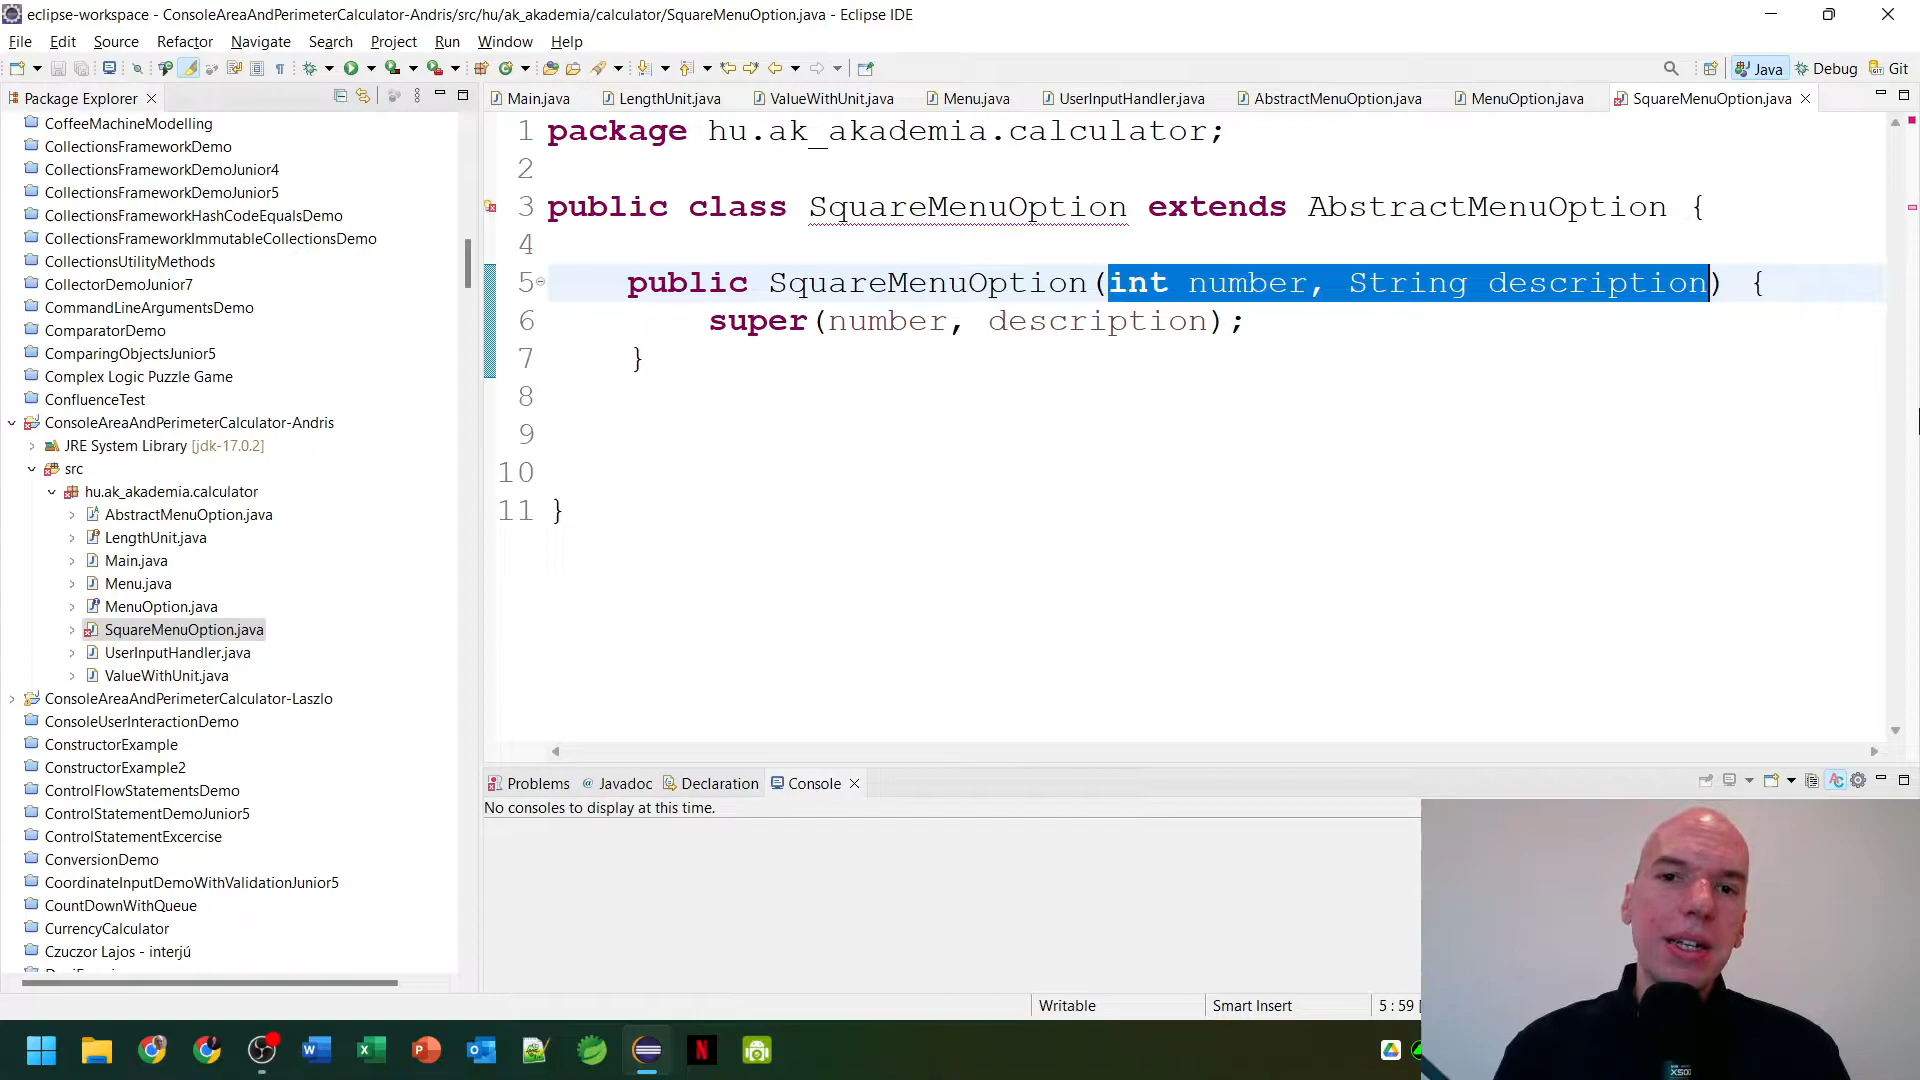 eclipse-workspace - ConsoleAreaAndPerimeterCalculator-Andris/src/hu/ak_akademia/calculator/SquareMenuOption.java - Eclipse IDE
File Edit Source Refactor Navigate Search Project Run Window Help
Java Debug Git
Package Explorer
CoffeeMachineModelling
CollectionsFrameworkDemo
CollectionsFrameworkDemoJunior4
CollectionsFrameworkDemoJunior5
CollectionsFrameworkHashCodeEqualsDemo
CollectionsFrameworkImmutableCollectionsDemo
CollectionsUtilityMethods
CollectorDemoJunior7
CommandLineArgumentsDemo
ComparatorDemo
ComparingObjectsJunior5
Complex Logic Puzzle Game
ConfluenceTest
ConsoleAreaAndPerimeterCalculator-Andris
JRE System Library [jdk-17.0.2]
src
hu.ak_akademia.calculator
AbstractMenuOption.java
LengthUnit.java
Main.java
Menu.java
MenuOption.java
SquareMenuOption.java
UserInputHandler.java
ValueWithUnit.java
ConsoleAreaAndPerimeterCalculator-Laszlo
ConsoleUserInteractionDemo
ConstructorExample
ConstructorExample2
ControlFlowStatementsDemo
ControlStatementDemoJunior5
ControlStatementExcercise
ConversionDemo
CoordinateInputDemoWithValidationJunior5
CountDownWithQueue
CurrencyCalculator
Czuczor Lajos - interjú
Main.java LengthUnit.java ValueWithUnit.java Menu.java UserInputHandler.java AbstractMenuOption.java MenuOption.java SquareMenuOption.java
1 package hu.ak_akademia.calculator;
2
3 public class SquareMenuOption extends AbstractMenuOption {
4
5 public SquareMenuOption(int number, String description) {
6 super(number, description);
7 }
8
9
10
11 }
Problems Javadoc Declaration Console
No consoles to display at this time.
Writable Smart Insert 5 : 59